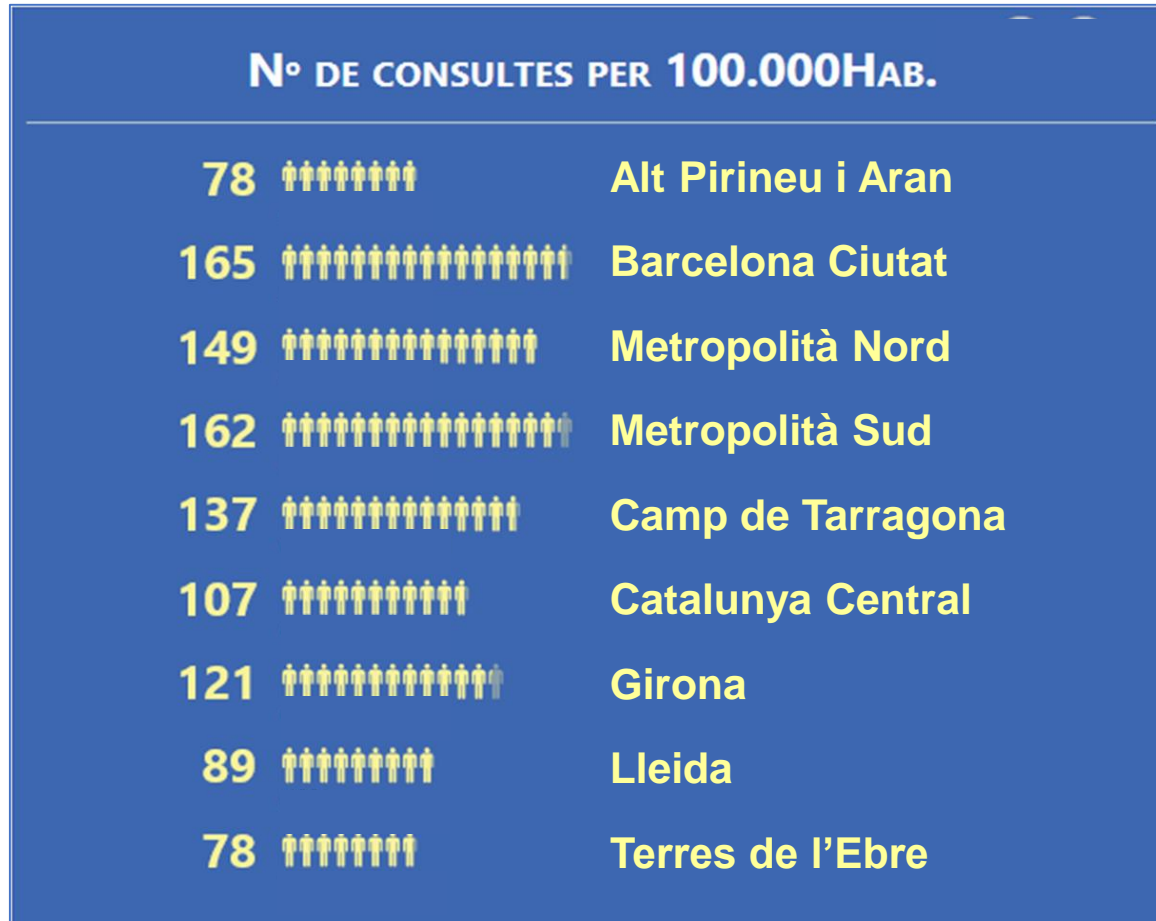 Nº DE CONSULTES PER 100.000HAB.
78 Alt Pirineu i Aran
165 Barcelona Ciutat
149 Metropolità Nord
162 Metropolità Sud
137 Camp de Tarragona
107 Catalunya Central
121 Girona
89 Lleida
78 Terres de l’Ebre